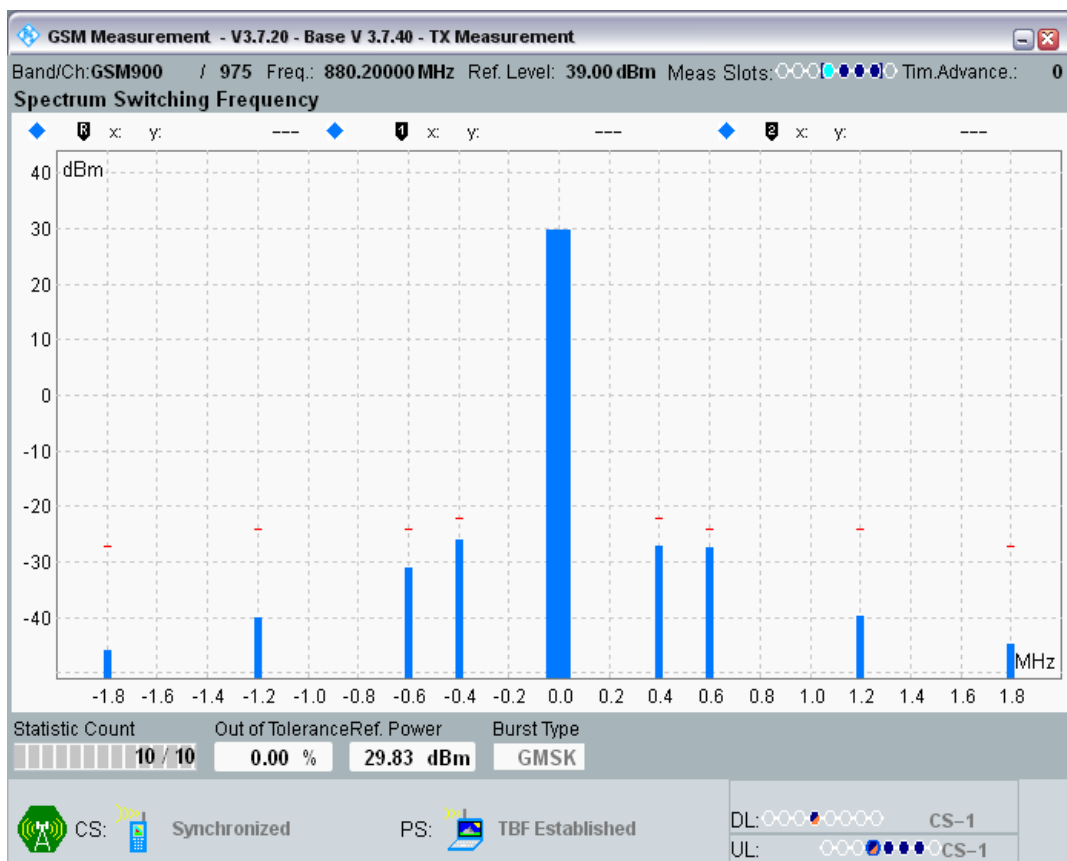 GSM Measurement - V3.7.20 - Base V 3.7.40 - TX Measurement
Band/Ch:GSM900 / 975 Freq.: 880.20000 MHz Ref. Level: 39.00 dBm Meas Slots: Tim.Advance.: 0
Spectrum Switching Frequency
R x: y: --- 1 x: y: --- 2 x: y: ---
dBm
40
30
20
10
0
-10
-20
-30
-40
MHz
-1.8 -1.6 -1.4 -1.2 -1.0 -0.8 -0.6 -0.4 -0.2 0.0 0.2 0.4 0.6 0.8 1.0 1.2 1.4 1.6 1.8
Statistic Count Out of Tolerance Ref. Power Burst Type
10 / 10 0.00 % 29.83 dBm GMSK
CS: Synchronized PS: TBF Established DL: CS-1
UL: CS-1